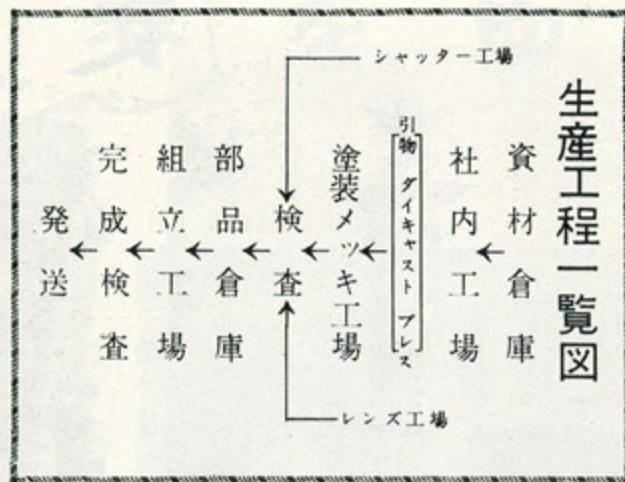 生産工程一覧図
資材倉庫
社内工場
引物 ダイキャスト プレス
塗装メッキ工場
シャッター工場
検査
レンズ工場
部品倉庫
組立工場
完成検査
発送